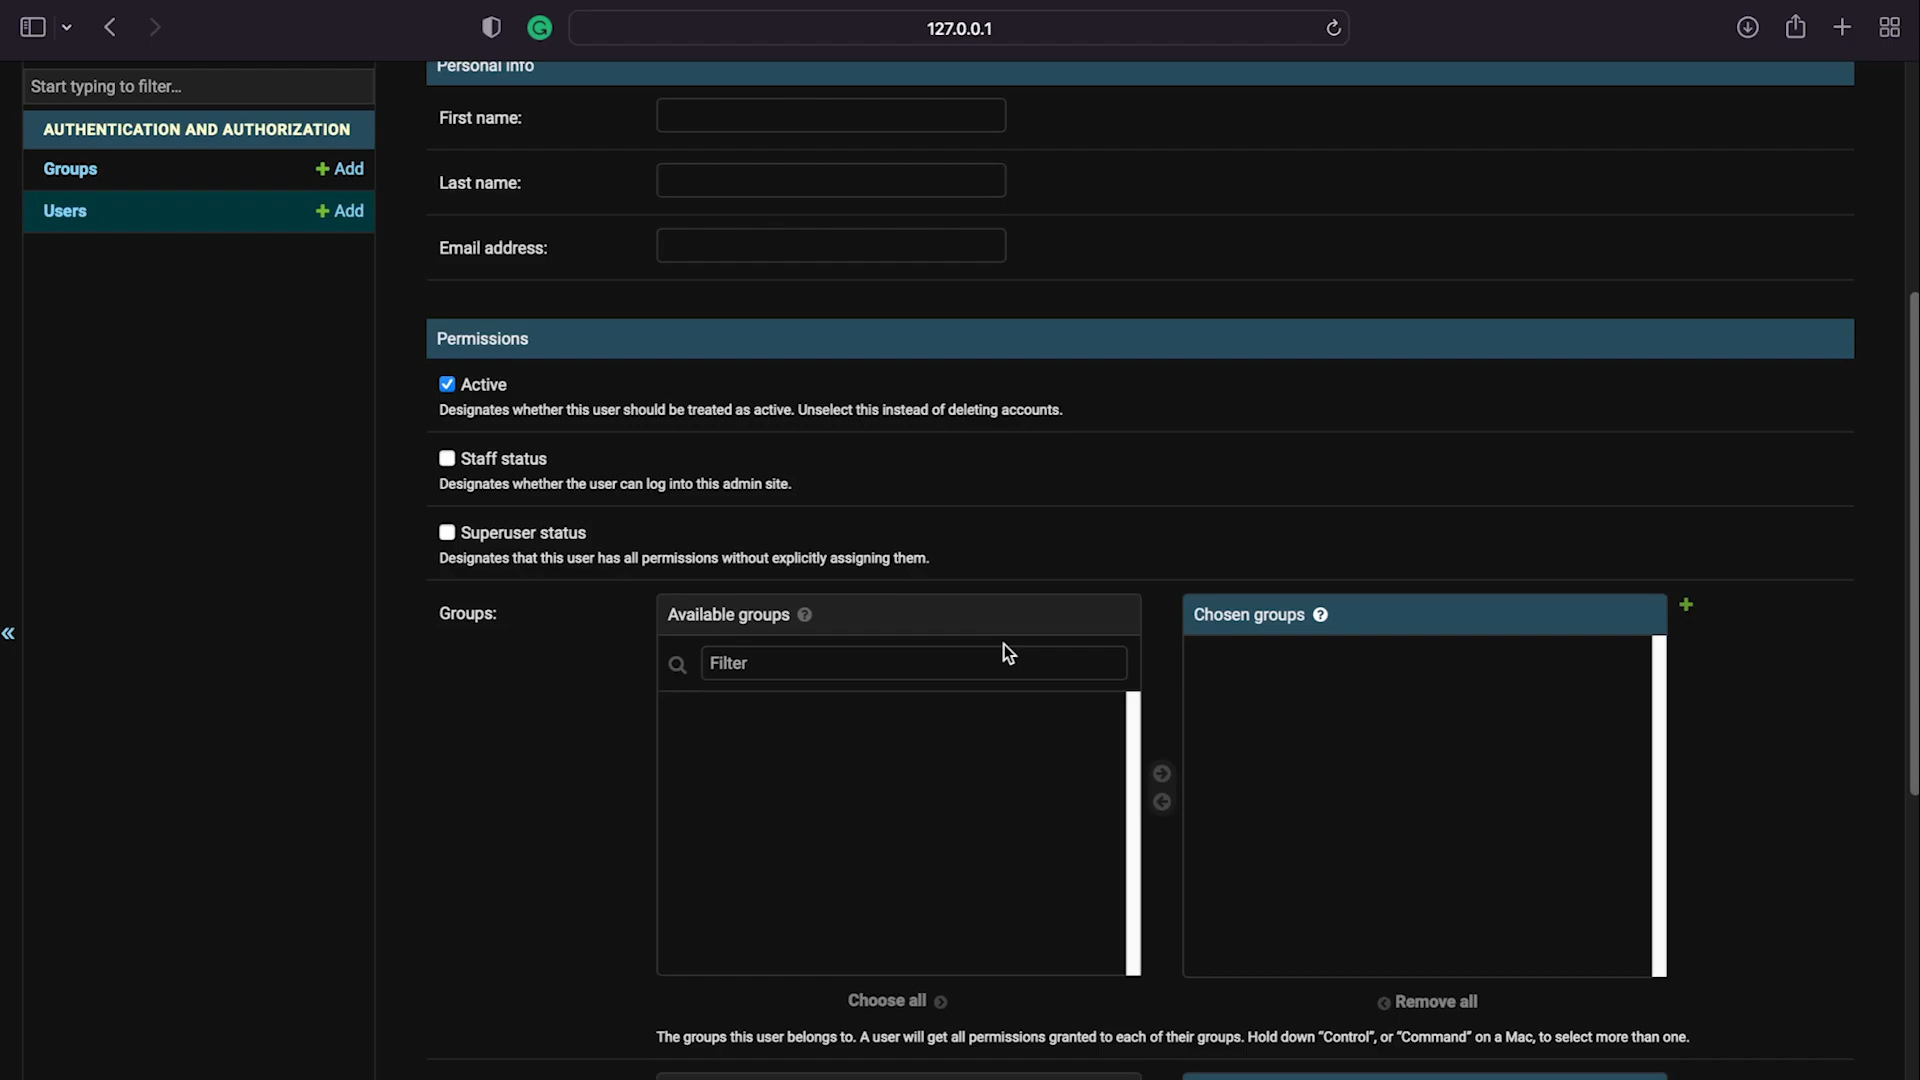 127.0.0.1
Personal info
Start typing to filter...
First name:
AUTHENTICATION AND AUTHORIZATION
Groups
Add
Last name:
Users
Add
Email address:
Permissions
Active
Designates whether this user should be treated as active. Unselect this instead of deleting accounts.
Staff status
Designates whether the user can log into this admin site.
Superuser status
Designates that this user has all permissions without explicitly assigning them.
Groups:
Available groups
Chosen groups
Filter
Choose all
Remove all
The groups this user belongs to. A user will get all permissions granted to each of their groups. Hold down “Control”, or “Command” on a Mac, to select more than one.